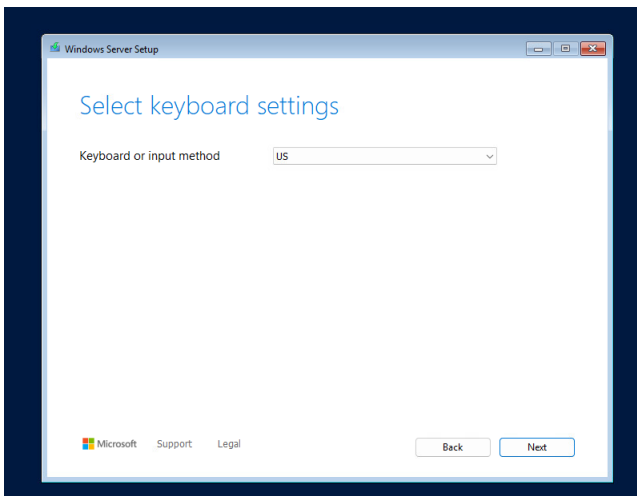 Windows Server Setup
Select keyboard settings
Keyboard or input method US
Microsoft Support Legal Back Next